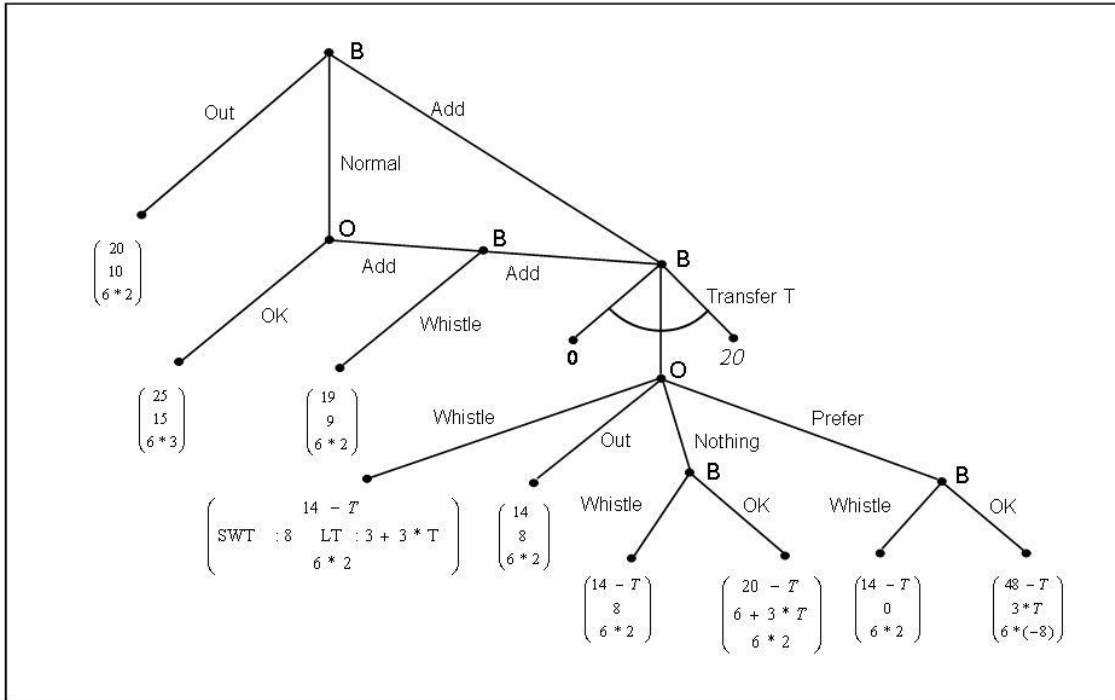 B
Out
Add
Normal
O
B
B
Add
Add
20
10
6 * 2
OK
Whistle
Transfer T
0
20
O
25
15
6 * 3
19
9
6 * 2
Whistle
Out
Nothing
Prefer
B
B
Whistle
OK
Whistle
OK
14 - T
SWT : 8 LT : 3 + 3 * T
6 * 2
14
8
6 * 2
14 - T
8
6 * 2
20 - T
6 + 3 * T
6 * 2
14 - T
0
6 * 2
48 - T
3 * T
6 * (-8)